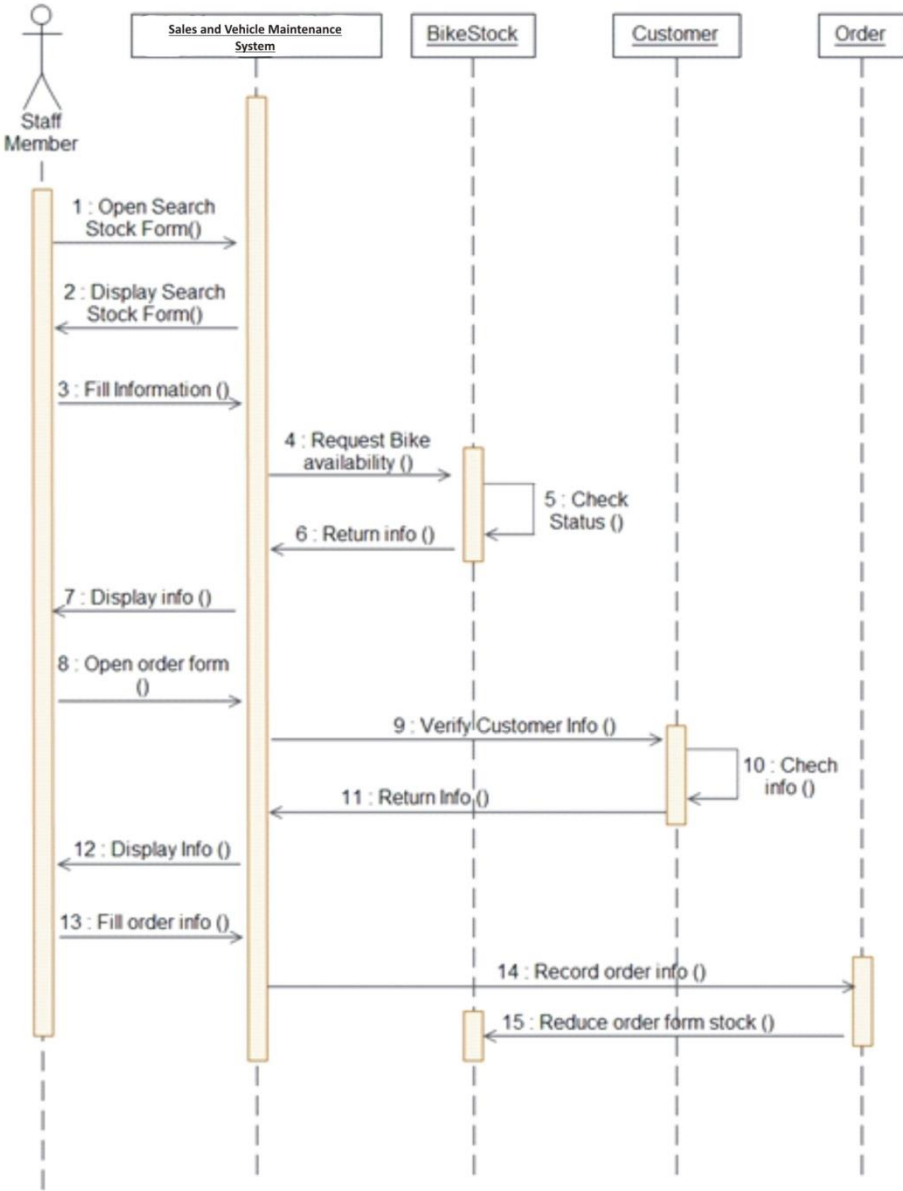 Sales and Vehicle Maintenance
System
BikeStock
Customer
Order
Staff
Member
1 : Open Search
Stock Form()
2 : Display Search
Stock Form()
3 : Fill Information ()
4 : Request Bike
availability ()
5 : Check
Status ()
6 : Return info ()
7 : Display info ()
8 : Open order form
()
9 : Verify Customer Info ()
10 : Chech
info ()
11 : Return Info ()
12 : Display Info ()
13 : Fill order info ()
14 : Record order info ()
15 : Reduce order form stock ()